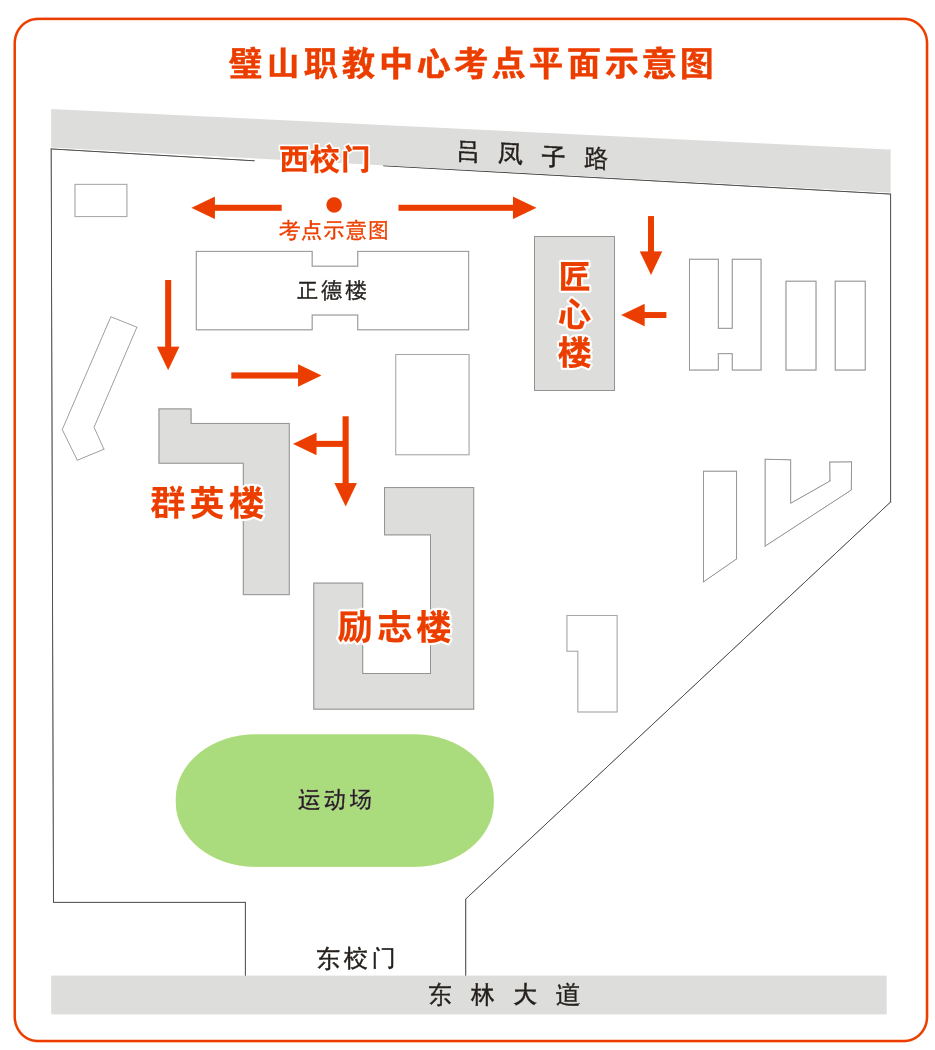 璧山职教中心考点平面示意图
吕凤子路
西校门
考点示意图
正德楼
匠心楼
群英楼
励志楼
运动场
东校门
东林大道